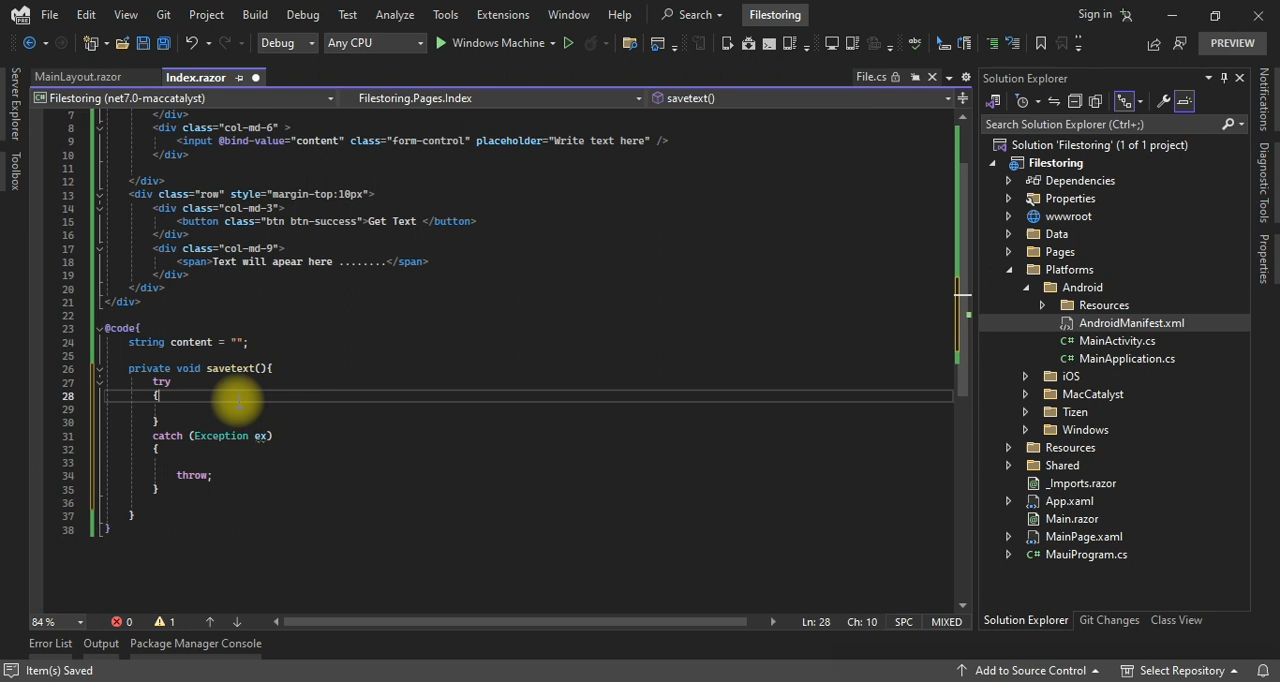 File Edit View Git Project Build Debug Test Analyze Tools Extensions Window Help Search Filestoring Sign in
Debug Any CPU Windows Machine PREVIEW
MainLayout.razor Index.razor File.cs
Filestoring (net7.0-maccatalyst) Filestoring.Pages.Index savetext()
Server Explorer
Toolbox
7 </div>
8 <div class="col-md-6" >
9 <input @bind-value="content" class="form-control" placeholder="Write text here" />
10 </div>
11
12 </div>
13 <div class="row" style="margin-top:10px">
14 <div class="col-md-3">
15 <button class="btn btn-success">Get Text </button>
16 </div>
17 <div class="col-md-9">
18 <span>Text will apear here ........</span>
19 </div>
20 </div>
21 </div>
22
23 @code{
24 string content = "";
25
26 private void savetext(){
27 try
28 {
29
30 }
31 catch (Exception ex)
32 {
33
34 throw;
35 }
36
37 }
38 }
84 % 0 1 Ln: 28 Ch: 10 SPC MIXED
Error List Output Package Manager Console
Item(s) Saved Add to Source Control Select Repository
Solution Explorer
Search Solution Explorer (Ctrl+;)
Solution 'Filestoring' (1 of 1 project)
Filestoring
Dependencies
Properties
wwwroot
Data
Pages
Platforms
Android
Resources
AndroidManifest.xml
C# MainActivity.cs
C# MainApplication.cs
iOS
MacCatalyst
Tizen
Windows
Resources
Shared
_Imports.razor
App.xaml
Main.razor
MainPage.xaml
C# MauiProgram.cs
Solution Explorer Git Changes Class View
Notifications
Diagnostic Tools
Properties